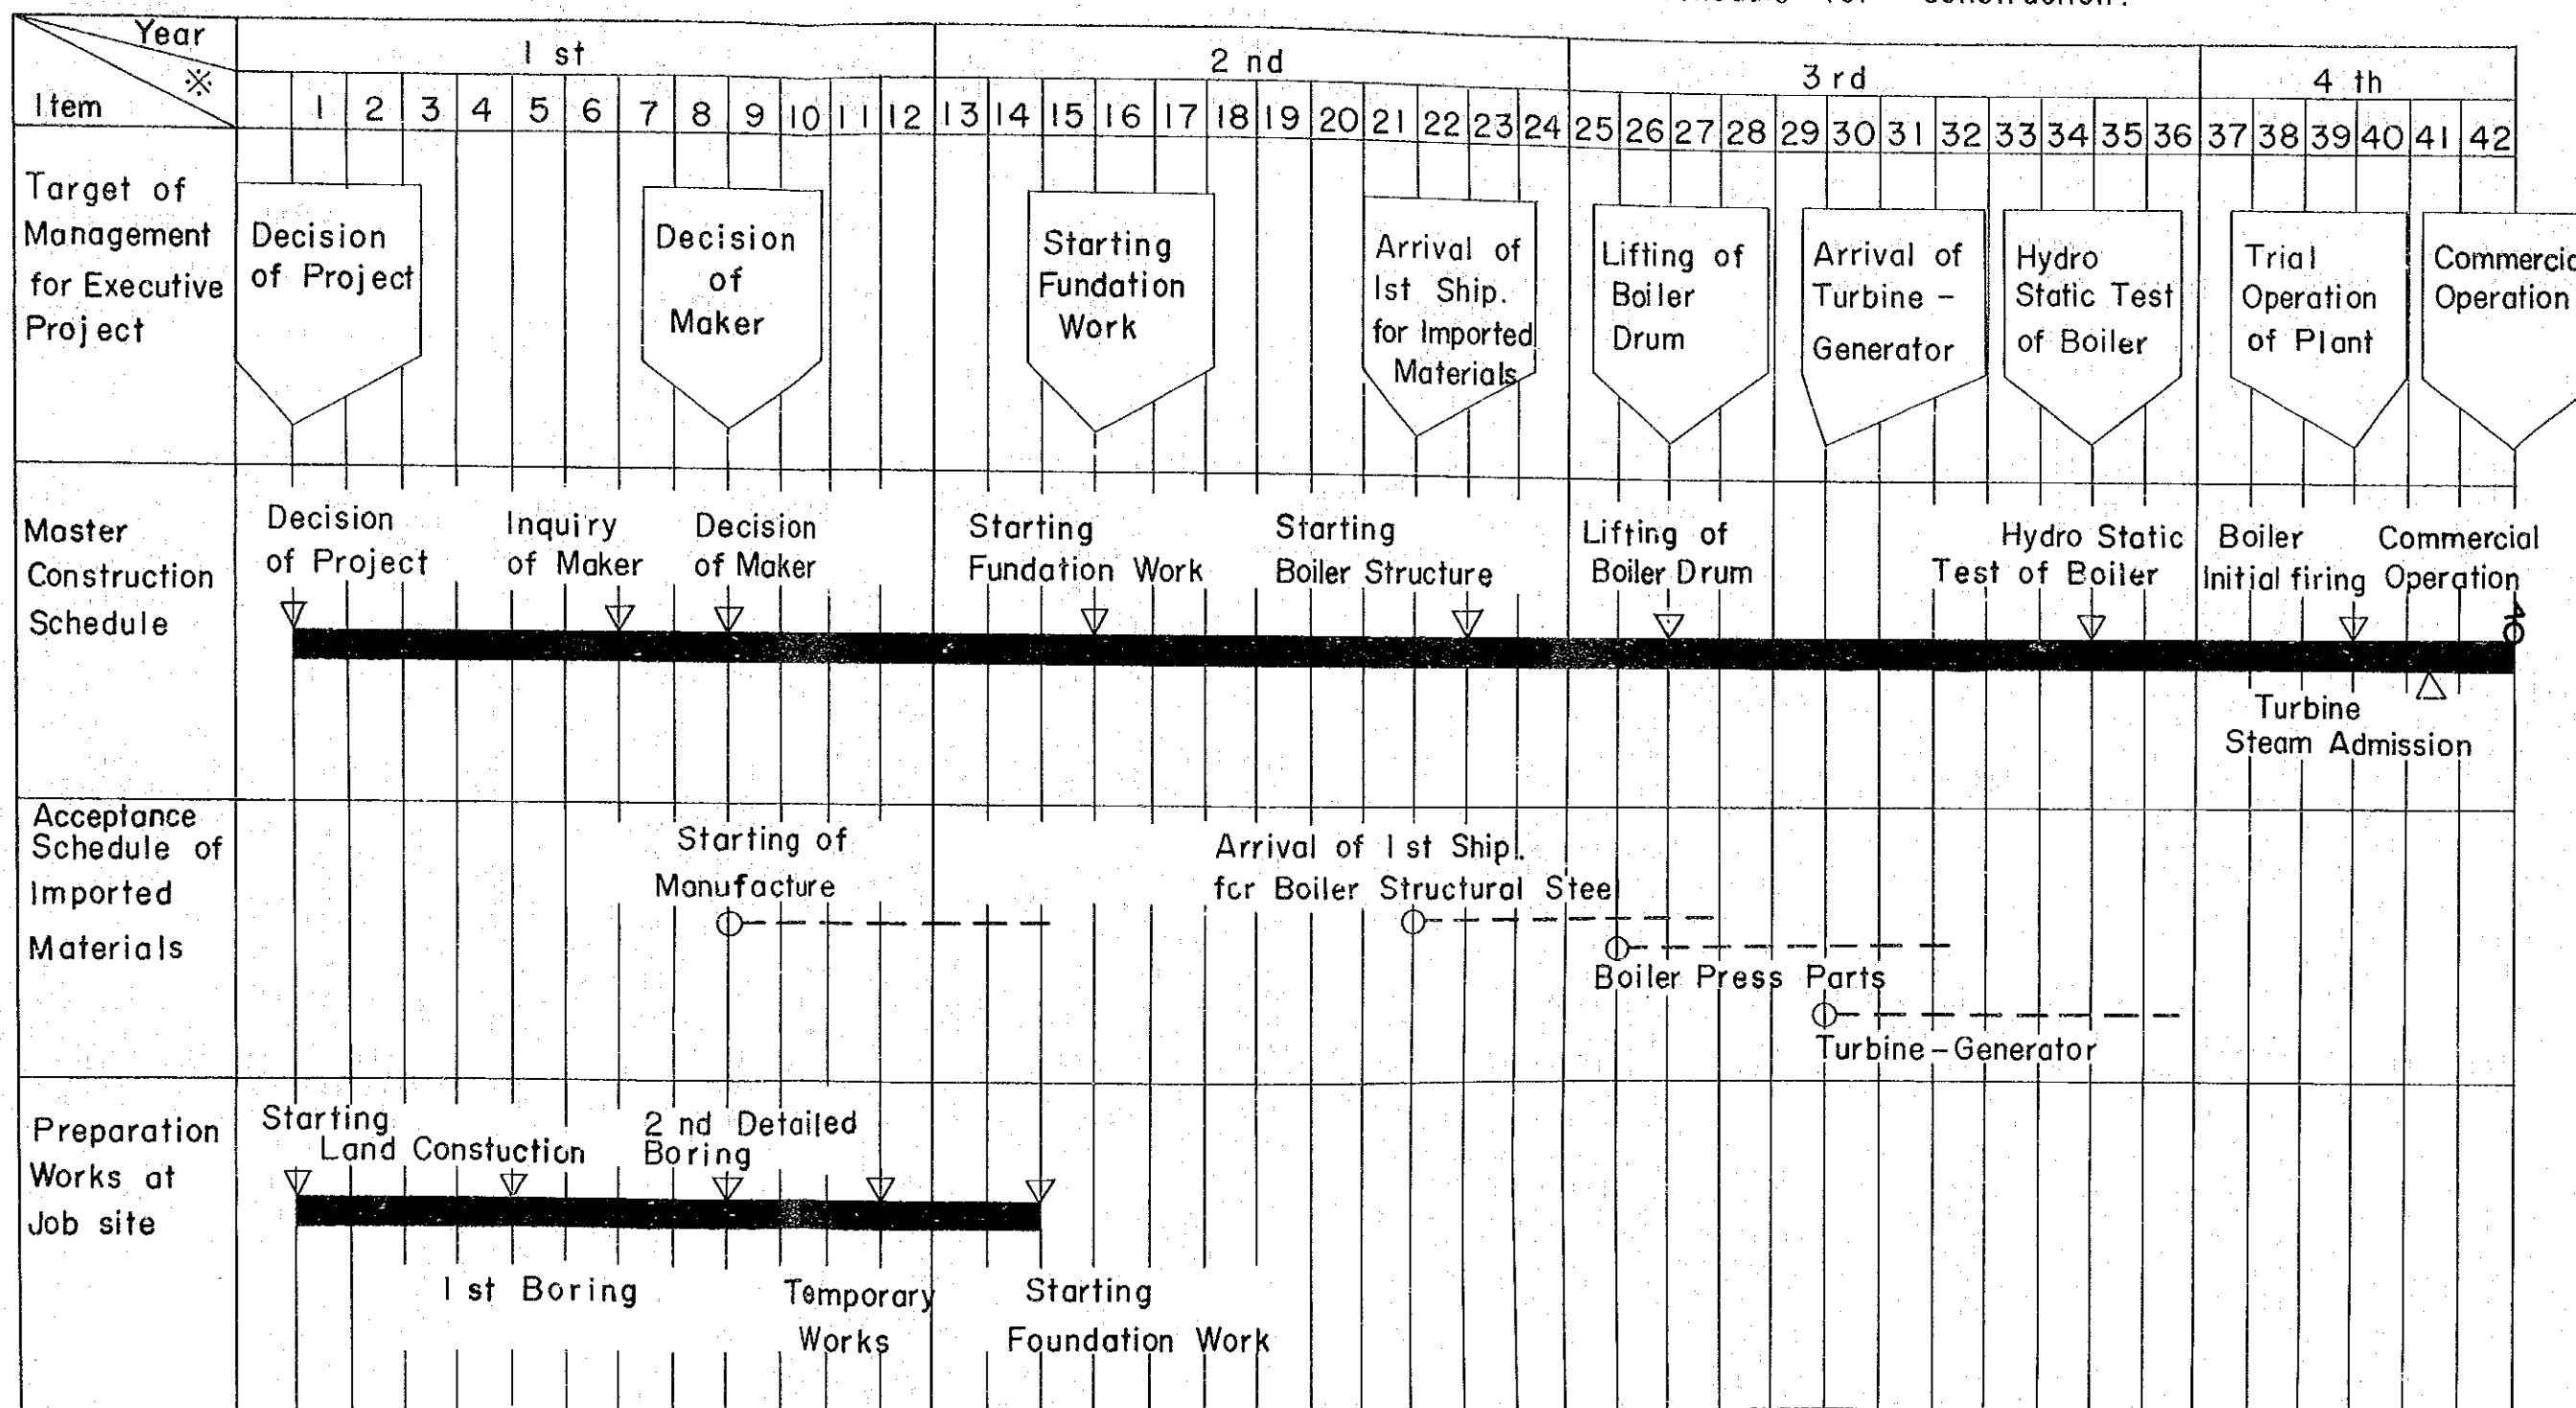 for Construction.
Year
※
Item
1 st
2 nd
3 rd
4 th
1 2 3 4 5 6 7 8 9 10 11 12 13 14 15 16 17 18 19 20 21 22 23 24 25 26 27 28 29 30 31 32 33 34 35 36 37 38 39 40 41 42
Target of
Management
for Executive
Project
Decision
of Project
Decision
of
Maker
Starting
Fundation
Work
Arrival of
1st Ship.
for Imported
Materials
Lifting of
Boiler
Drum
Arrival of
Turbine -
Generator
Hydro
Static Test
of Boiler
Trial
Operation
of Plant
Commercia
Operation
Master
Construction
Schedule
Decision
of Project
Inquiry
of Maker
Decision
of Maker
Starting
Fundation Work
Starting
Boiler Structure
Lifting of
Boiler Drum
Hydro Static
Test of Boiler
Boiler
Initial firing
Commercial
Operation
Turbine
Steam Admission
Acceptance
Schedule of
Imported
Materials
Starting of
Manufacture
Arrival of 1st Ship.
for Boiler Structural Steel
Boiler Press Parts
Turbine-Generator
Preparation
Works at
Job site
Starting
Land Constuction
2 nd Detailed
Boring
1 st Boring
Temporary
Works
Starting
Foundation Work